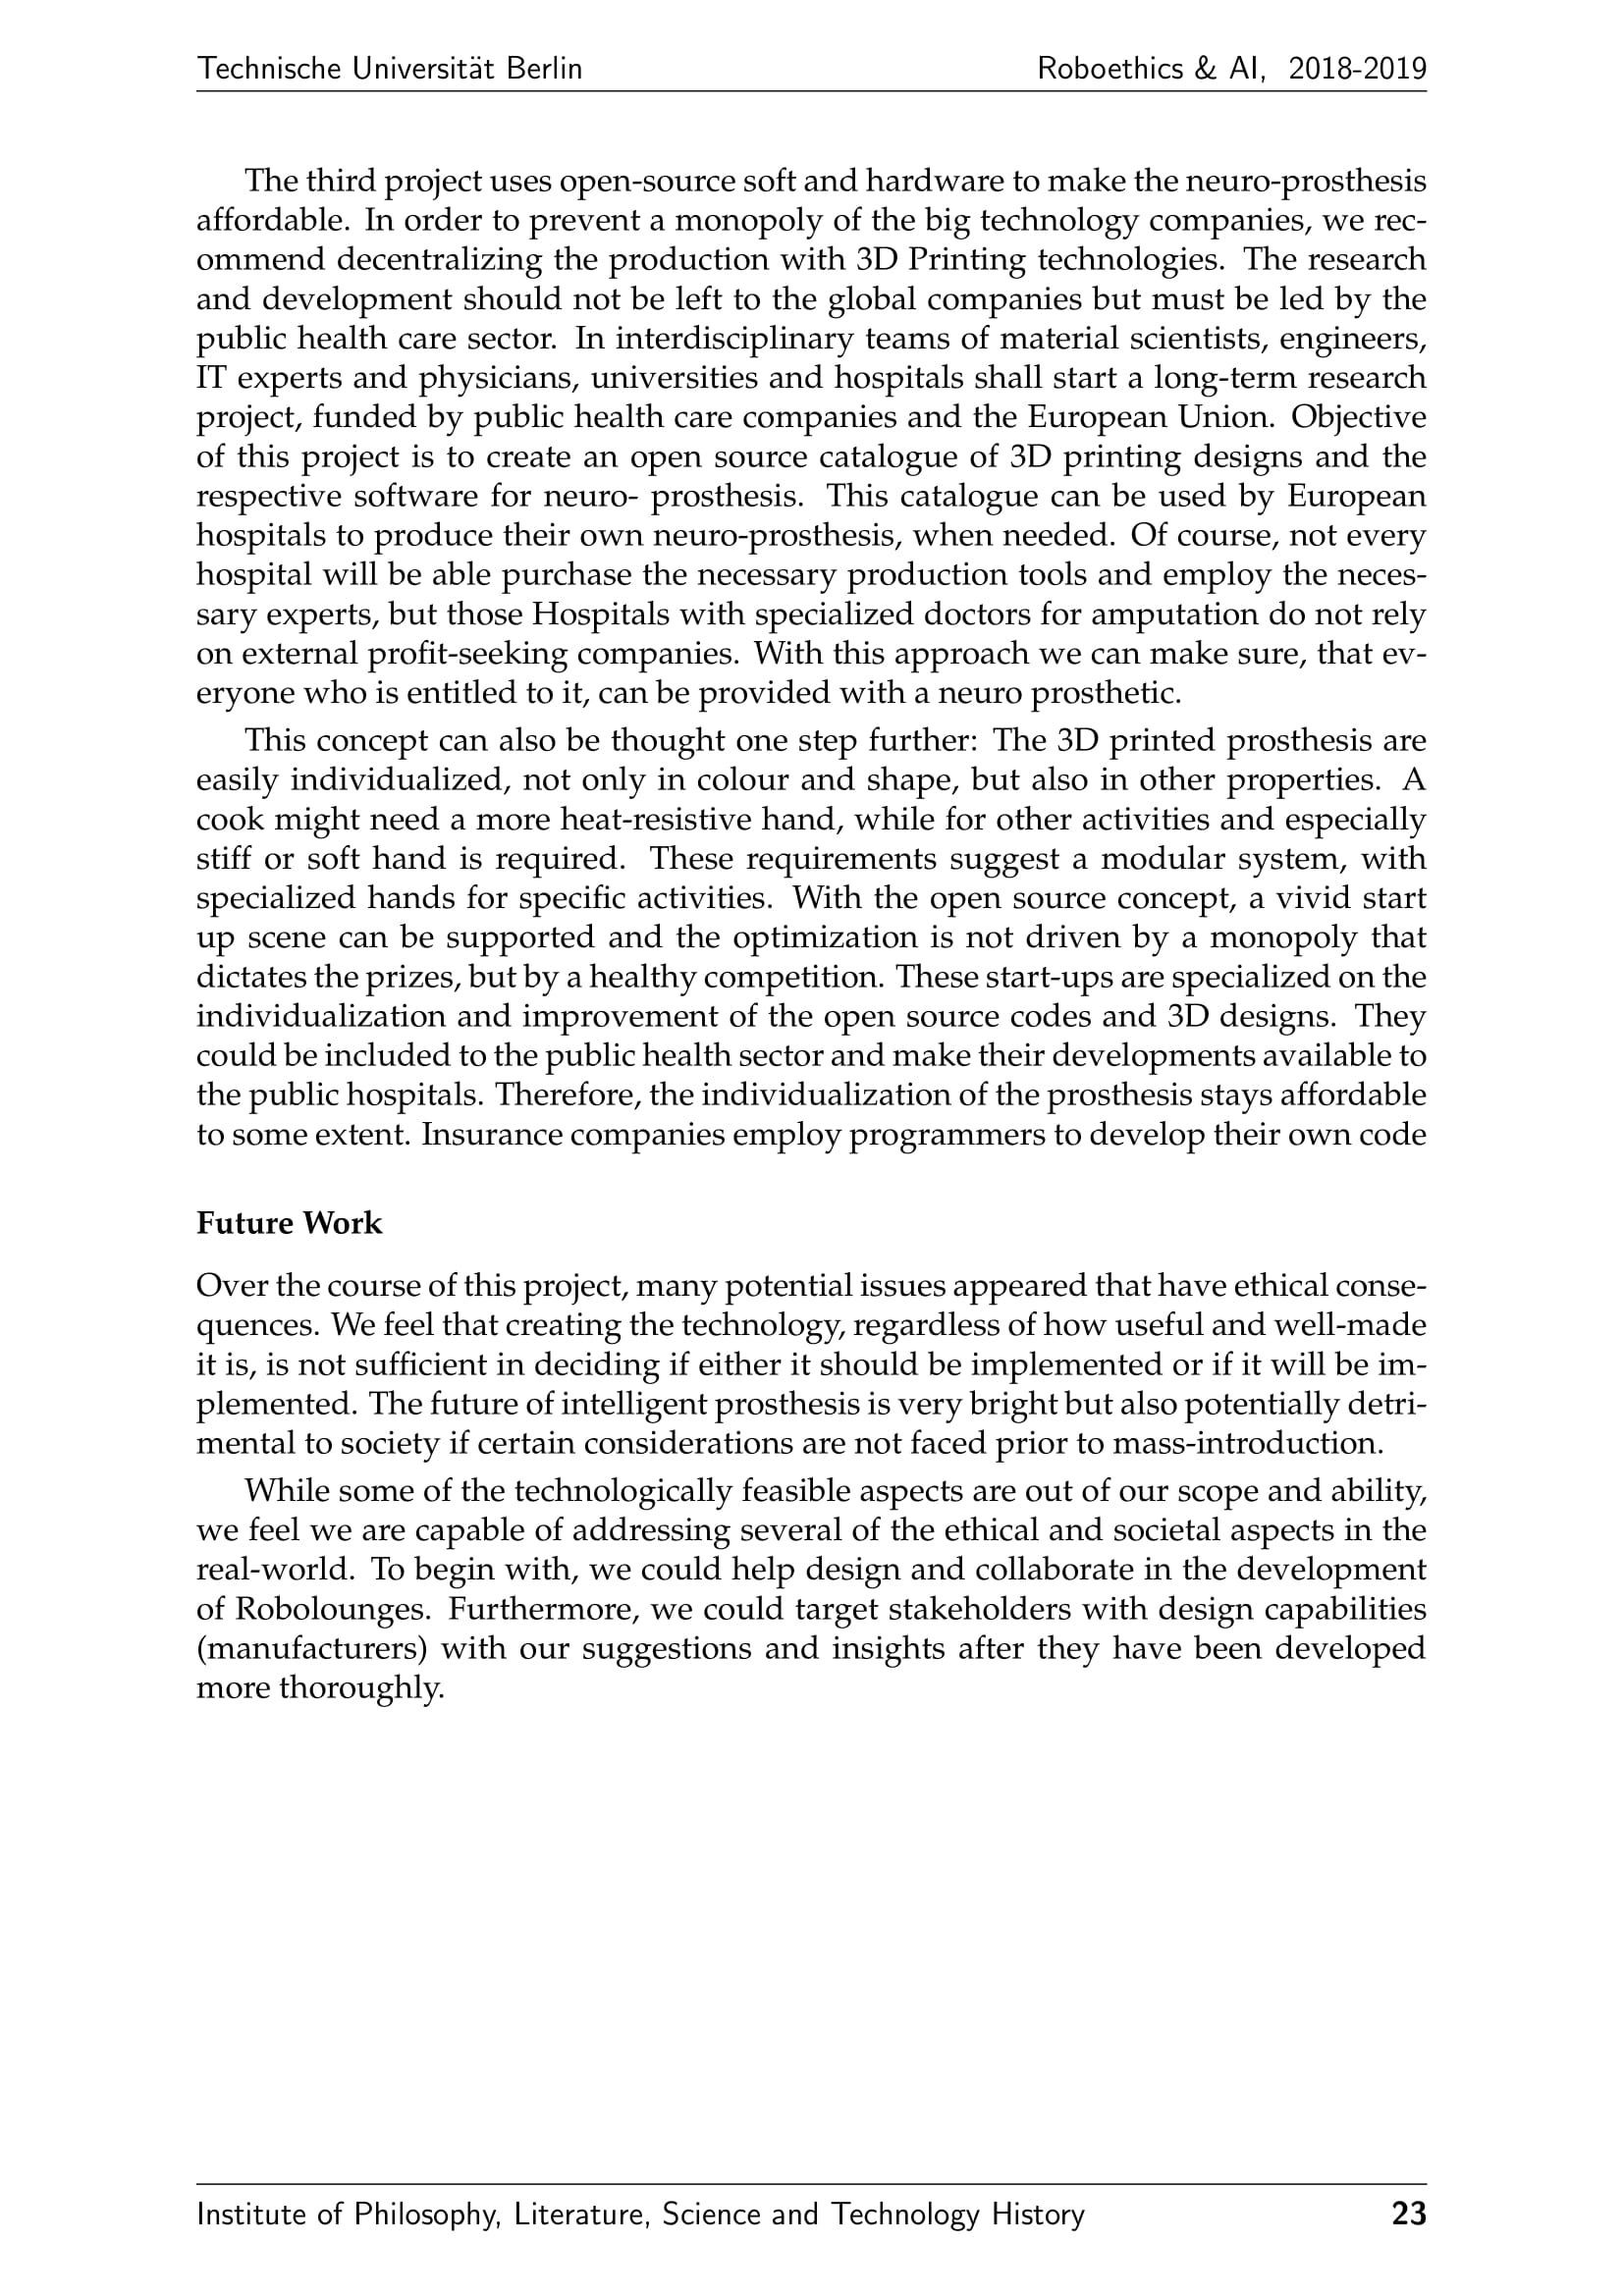 Technische Universität Berlin
Roboethics & AI, 2018-2019
The third project uses open-source soft and hardware to make the neuro-prosthesis
affordable. In order to prevent a monopoly of the big technology companies, we rec-
ommend decentralizing the production with 3D Printing technologies. The research
and development should not be left to the global companies but must be led by the
public health care sector. In interdisciplinary teams of material scientists, engineers,
IT experts and physicians, universities and hospitals shall start a long-term research
project, funded by public health care companies and the European Union. Objective
of this project is to create an open source catalogue of 3D printing designs and the
respective software for neuro- prosthesis. This catalogue can be used by European
hospitals to produce their own neuro-prosthesis, when needed. Of course, not every
hospital will be able purchase the necessary production tools and employ the neces-
sary experts, but those Hospitals with specialized doctors for amputation do not rely
on external profit-seeking companies. With this approach we can make sure, that ev-
eryone who is entitled to it, can be provided with a neuro prosthetic.
This concept can also be thought one step further: The 3D printed prosthesis are
easily individualized, not only in colour and shape, but also in other properties. A
cook might need a more heat-resistive hand, while for other activities and especially
stiff or soft hand is required. These requirements suggest a modular system, with
specialized hands for specific activities. With the open source concept, a vivid start
up scene can be supported and the optimization is not driven by a monopoly that
dictates the prizes, but by a healthy competition. These start-ups are specialized on the
individualization and improvement of the open source codes and 3D designs. They
could be included to the public health sector and make their developments available to
the public hospitals. Therefore, the individualization of the prosthesis stays affordable
to some extent. Insurance companies employ programmers to develop their own code
Future Work
Over the course of this project, many potential issues appeared that have ethical conse-
quences. We feel that creating the technology, regardless of how useful and well-made
it is, is not sufficient in deciding if either it should be implemented or if it will be im-
plemented. The future of intelligent prosthesis is very bright but also potentially detri-
mental to society if certain considerations are not faced prior to mass-introduction.
While some of the technologically feasible aspects are out of our scope and ability,
we feel we are capable of addressing several of the ethical and societal aspects in the
real-world. To begin with, we could help design and collaborate in the development
of Robolounges. Furthermore, we could target stakeholders with design capabilities
(manufacturers) with our suggestions and insights after they have been developed
more thoroughly.
Institute of Philosophy, Literature, Science and Technology History
23